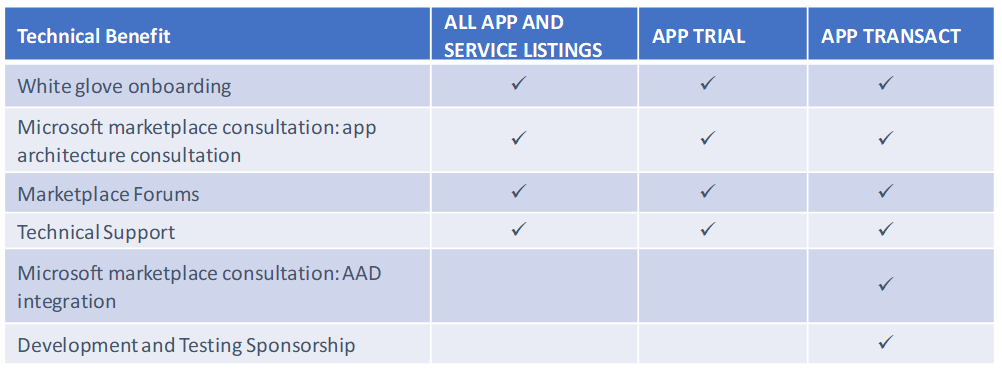 Technical Benefit
ALL APP AND
SERVICE LISTINGS
APP TRIAL
APP TRANSACT
White glove onboarding
✓ ✓ ✓
Microsoft marketplace consultation: app
architecture consultation
✓ ✓ ✓
Marketplace Forums
✓ ✓ ✓
Technical Support
✓ ✓ ✓
Microsoft marketplace consultation: AAD
integration
✓
Development and Testing Sponsorship
✓